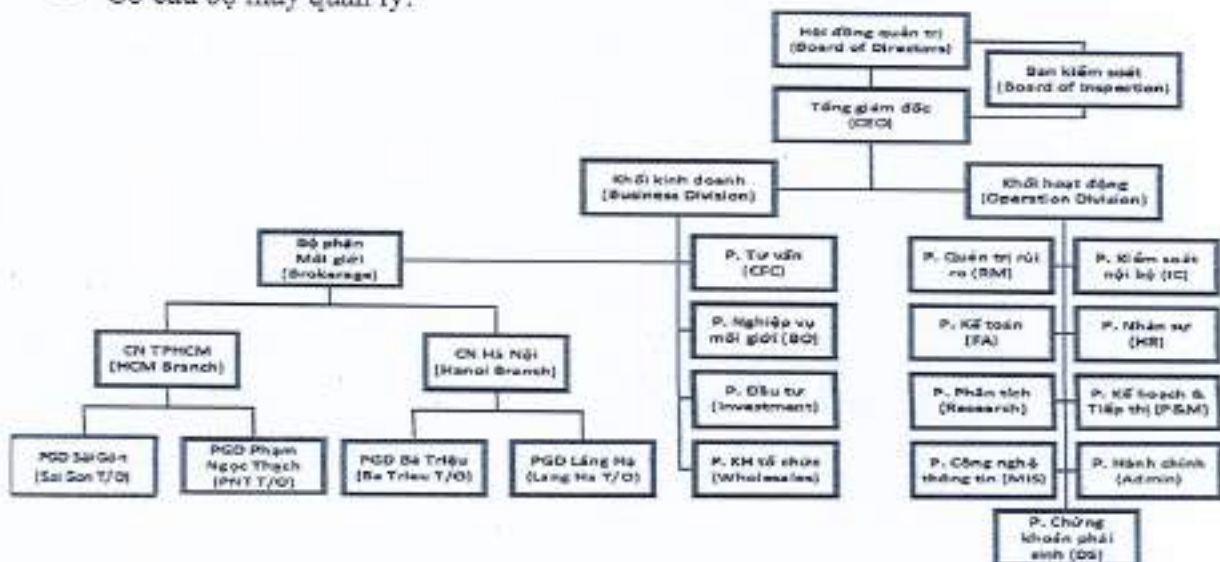 Cơ cấu bộ máy quản lý:
Hội đồng quản trị
(Board of Directors)
Ban kiểm soát
(Board of Inspection)
Tổng giám đốc
(CEO)
Khối kinh doanh
(Business Division)
Khối hoạt động
(Operation Division)
Bộ phận
Môi giới
(Brokerage)
CN TPHCM
(HCM Branch)
CN Hà Nội
(Hanoi Branch)
PGD Sài Gòn
(Sai Gon T/O)
PGD Phạm
Ngọc Thạch
(PNT T/O)
PGD Bà Triệu
(Ba Trieu T/O)
PGD Láng Hạ
(Lang Ha T/O)
P. Tư vấn
(CFC)
P. Nghiệp vụ
môi giới (BO)
P. Đầu tư
(Investment)
P. KH tổ chức
(Wholesales)
P. Quản trị rủi
ro (RM)
P. Kiểm soát
nội bộ (IC)
P. Kế toán
(FA)
P. Nhân sự
(HR)
P. Phân tích
(Research)
P. Kế hoạch &
Tiếp thị (P&M)
P. Công nghệ
thông tin (MIS)
P. Hành chính
(Admin)
P. Chứng
khoán phái
sinh (DS)